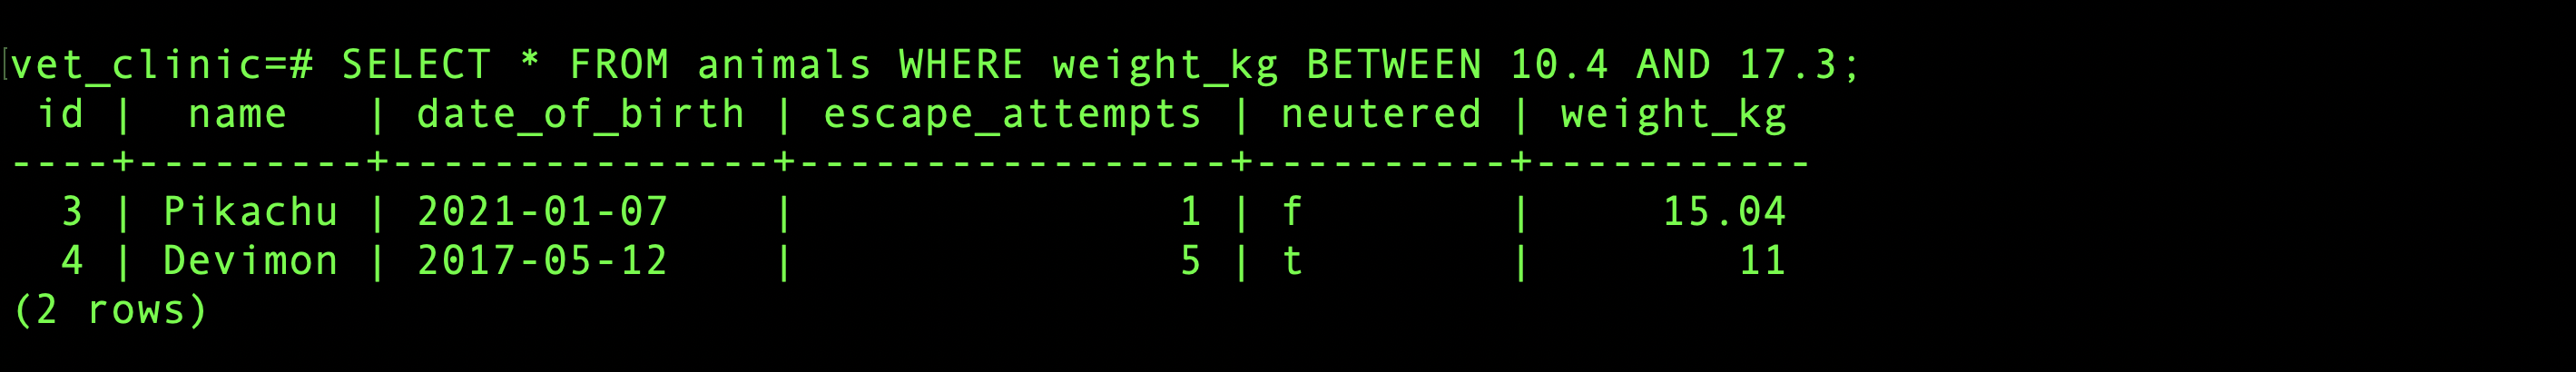 [vet_clinic=# SELECT * FROM animals WHERE weight_kg BETWEEN 10.4 AND 17.3;
 id |  name   | date_of_birth | escape_attempts | neutered | weight_kg
----+---------+---------------+-----------------+----------+-----------
  3 | Pikachu | 2021-01-07    |               1 | f        |     15.04
  4 | Devimon | 2017-05-12    |               5 | t        |        11
(2 rows)